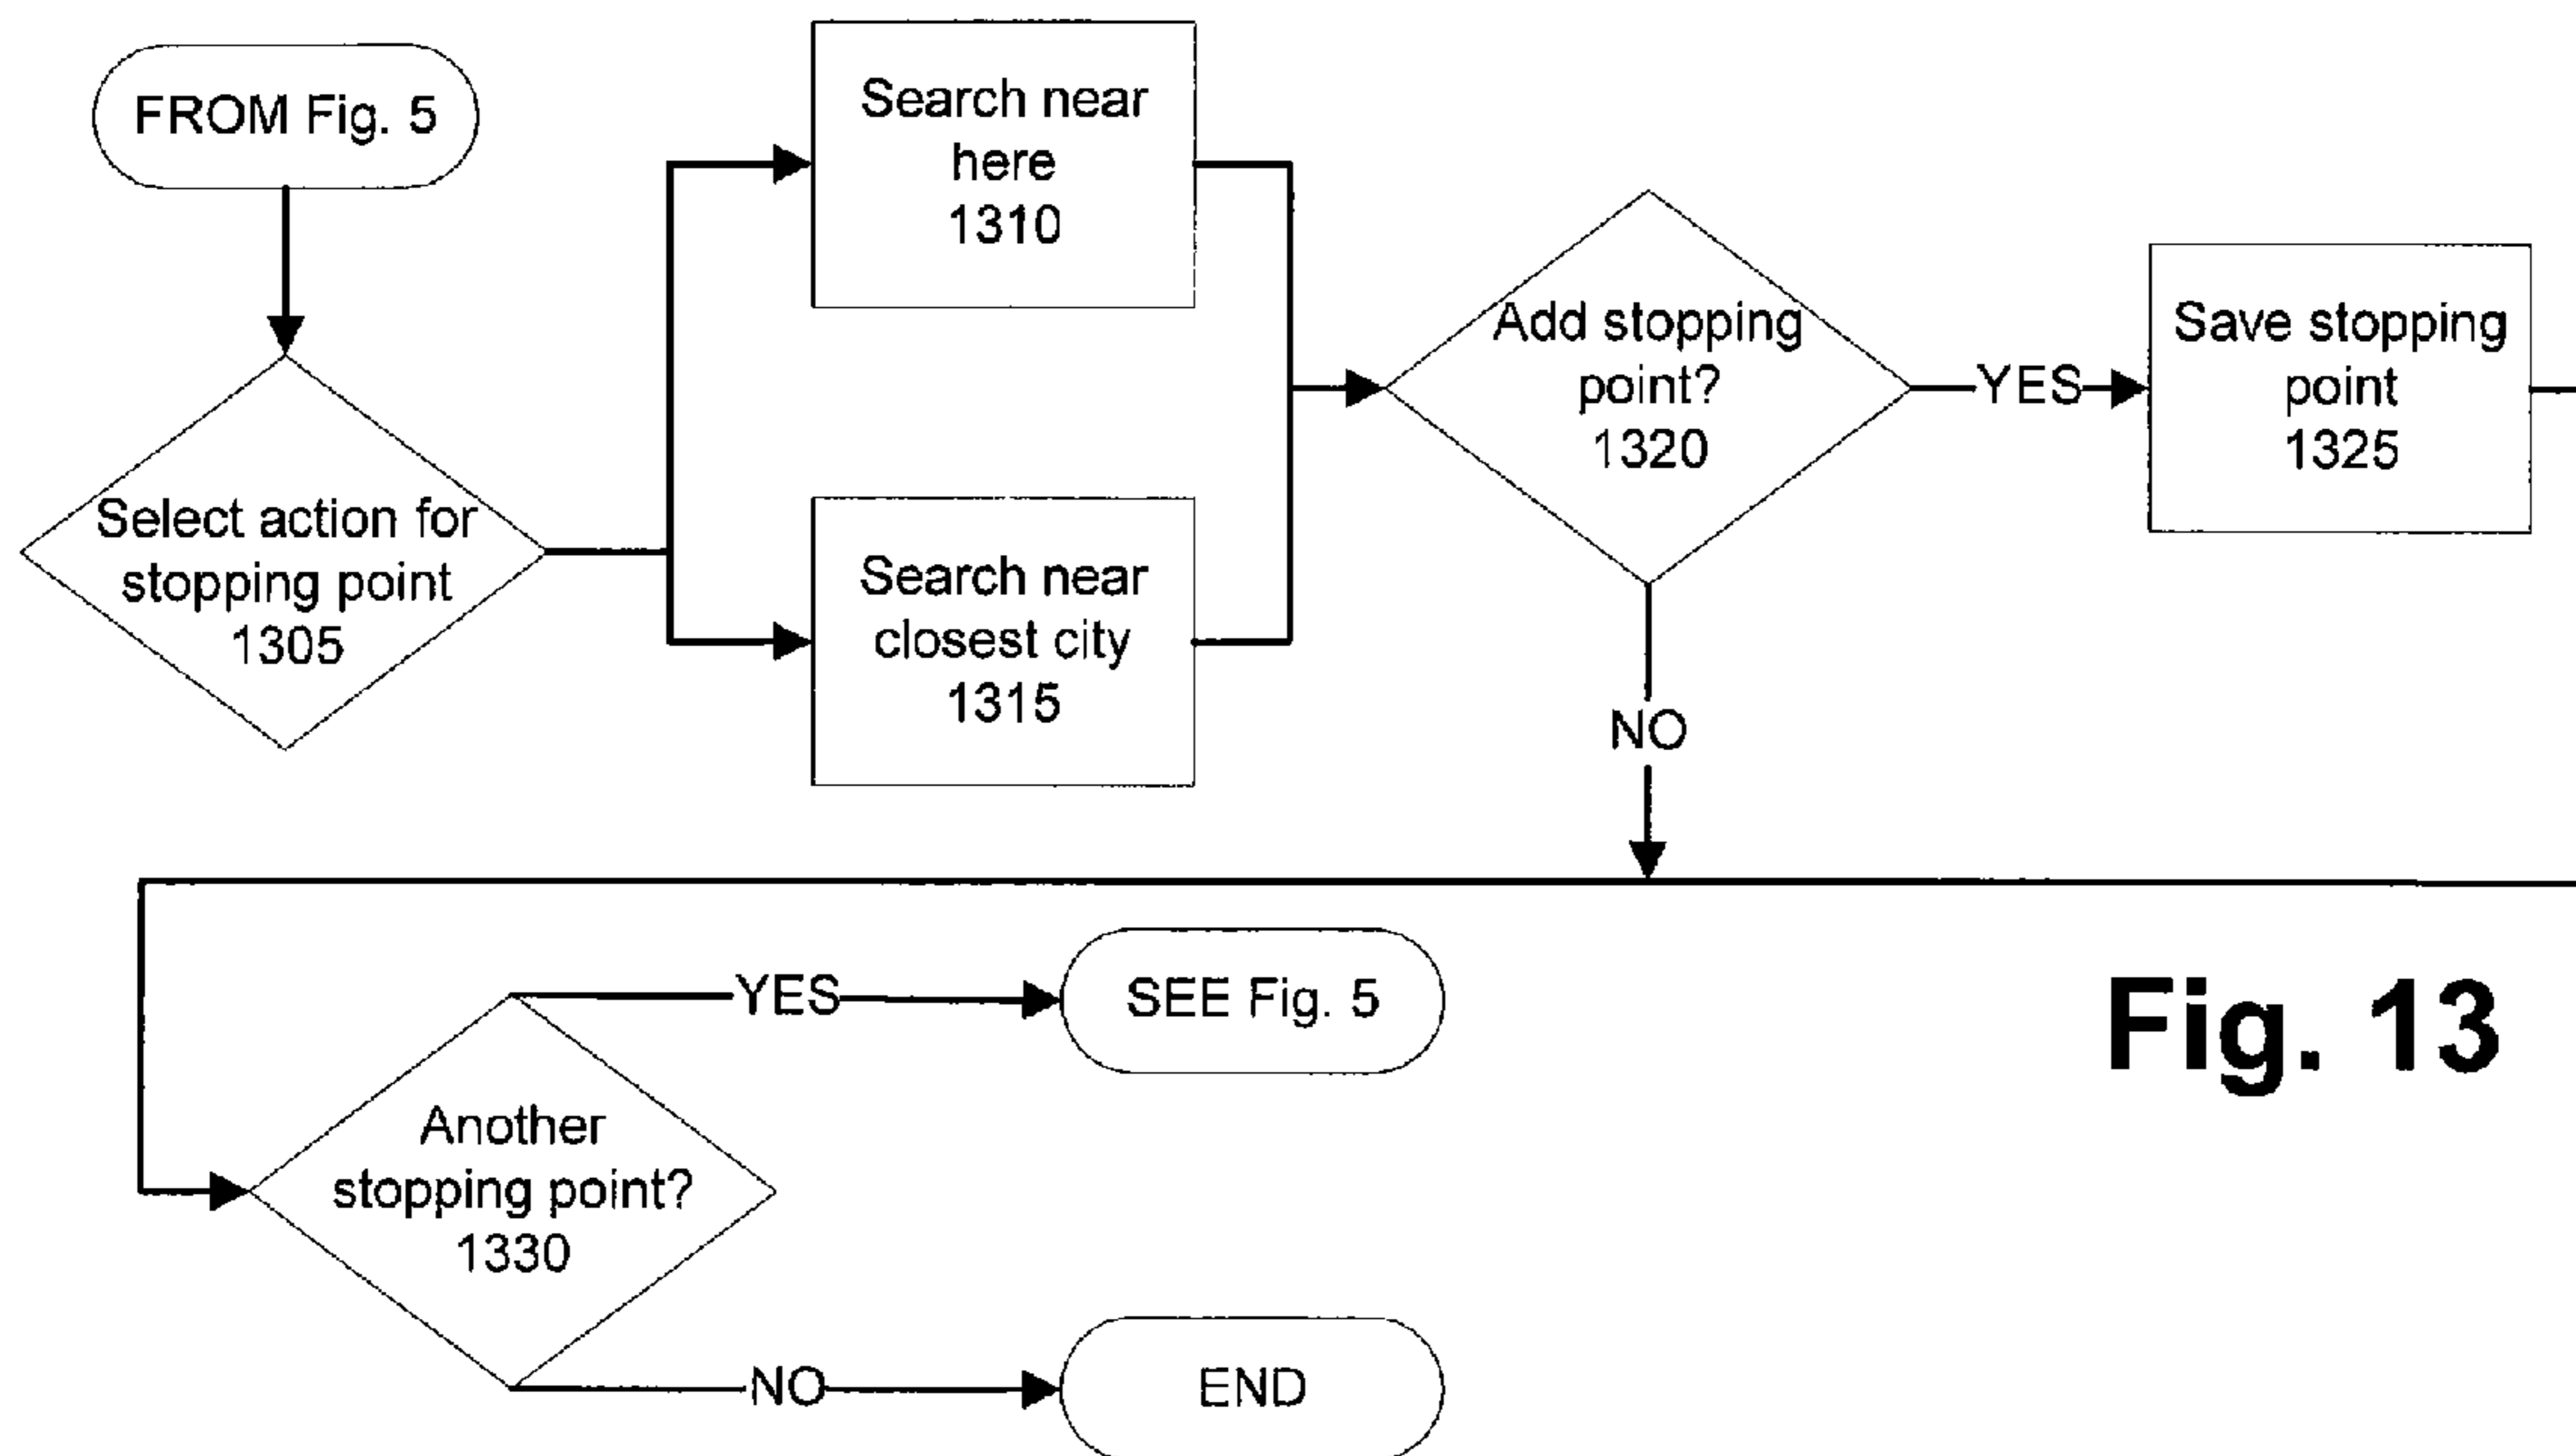 FROM Fig. 5
Select action for
stopping point
1305
Search near
here
1310
Search near
closest city
1315
Add stopping
point?
1320
YES
Save stopping
point
1325
NO
Another
stopping point?
1330
YES
SEE Fig. 5
NO
END
Fig. 13